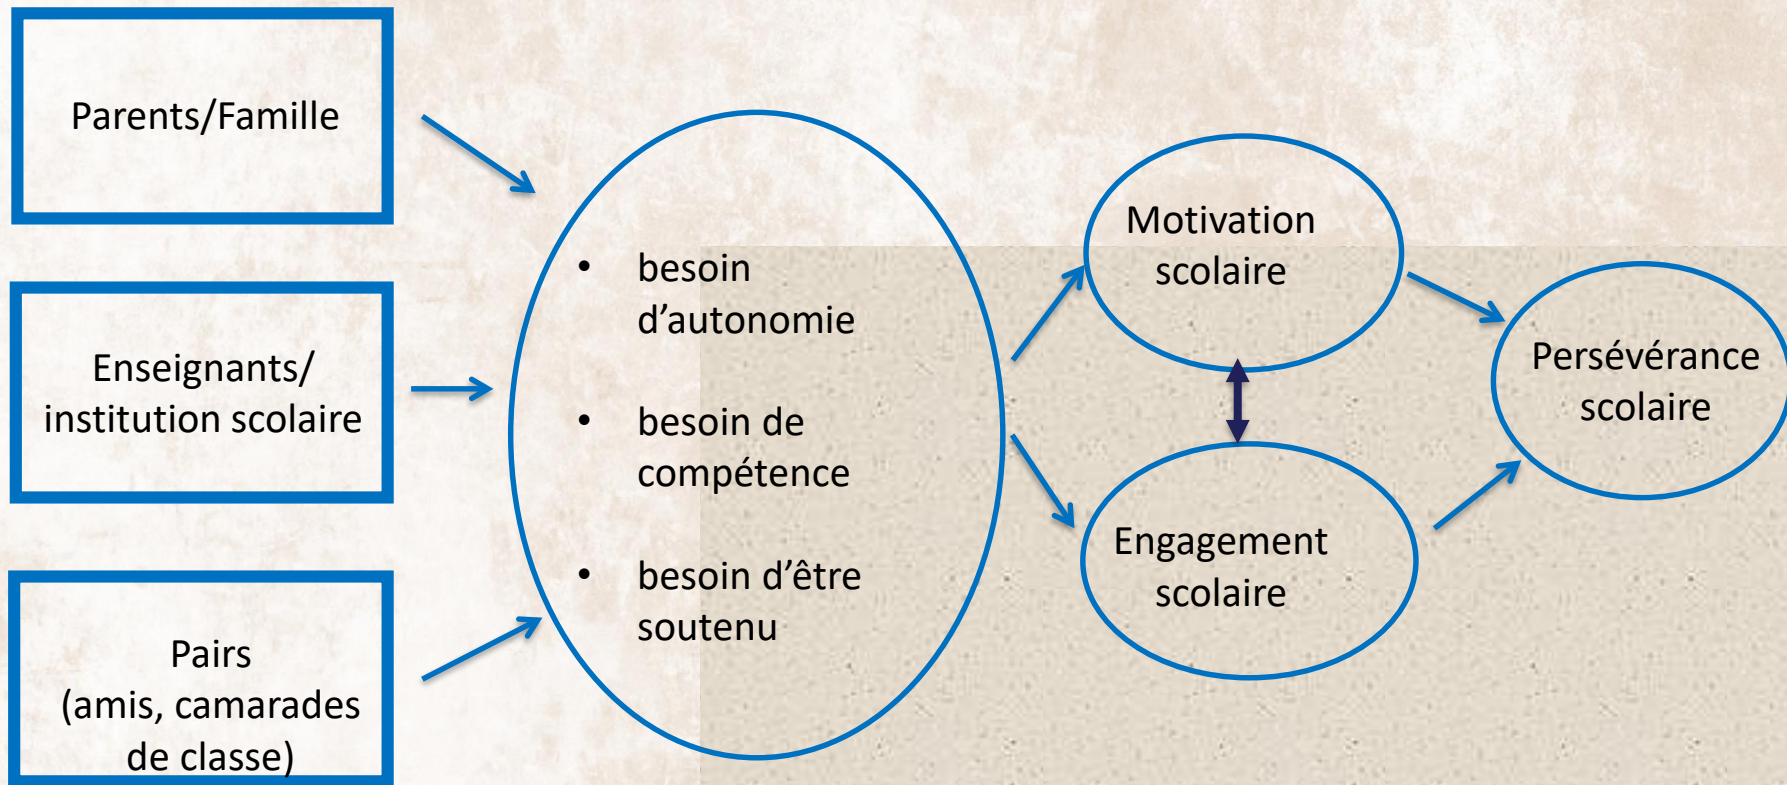 Parents/Famille
Enseignants/
institution scolaire
Pairs
(amis, camarades
de classe)
• besoin
d’autonomie
• besoin de
compétence
• besoin d’être
soutenu
Motivation
scolaire
Engagement
scolaire
Persévérance
scolaire